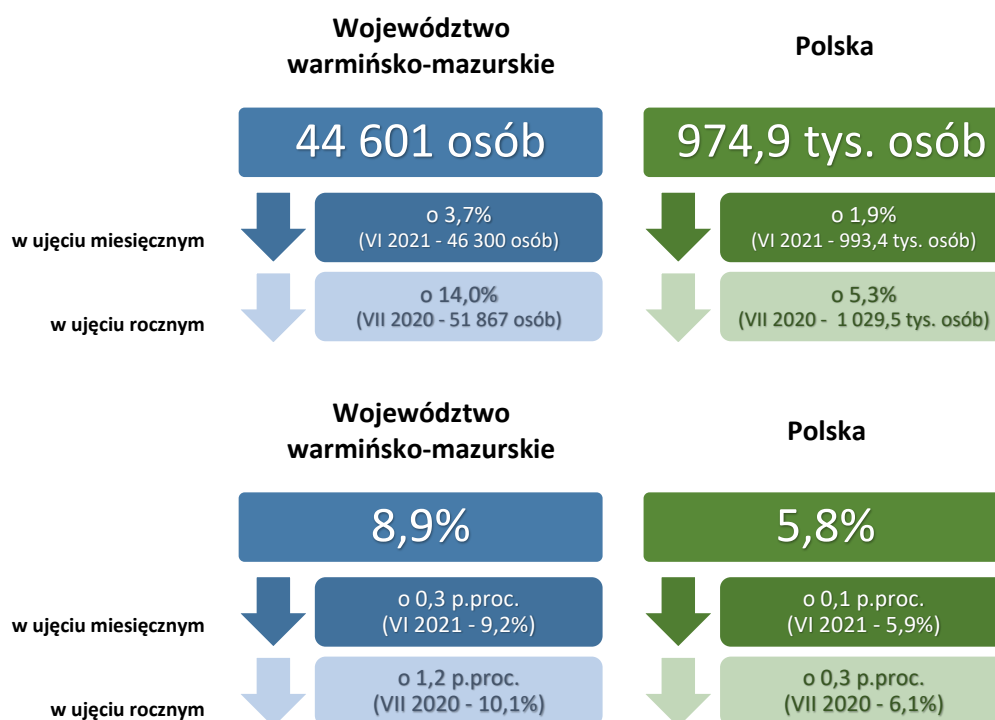 Województwo
warmińsko-mazurskie
Polska
44 601 osób
974,9 tys. osób
w ujęciu miesięcznym
o 3,7%
(VI 2021 - 46 300 osób)
o 1,9%
(VI 2021 - 993,4 tys. osób)
w ujęciu rocznym
o 14,0%
(VII 2020 - 51 867 osób)
o 5,3%
(VII 2020 - 1 029,5 tys. osób)
Województwo
warmińsko-mazurskie
Polska
8,9%
5,8%
w ujęciu miesięcznym
o 0,3 p.proc.
(VI 2021 - 9,2%)
o 0,1 p.proc.
(VI 2021 - 5,9%)
w ujęciu rocznym
o 1,2 p.proc.
(VII 2020 - 10,1%)
o 0,3 p.proc.
(VII 2020 - 6,1%)